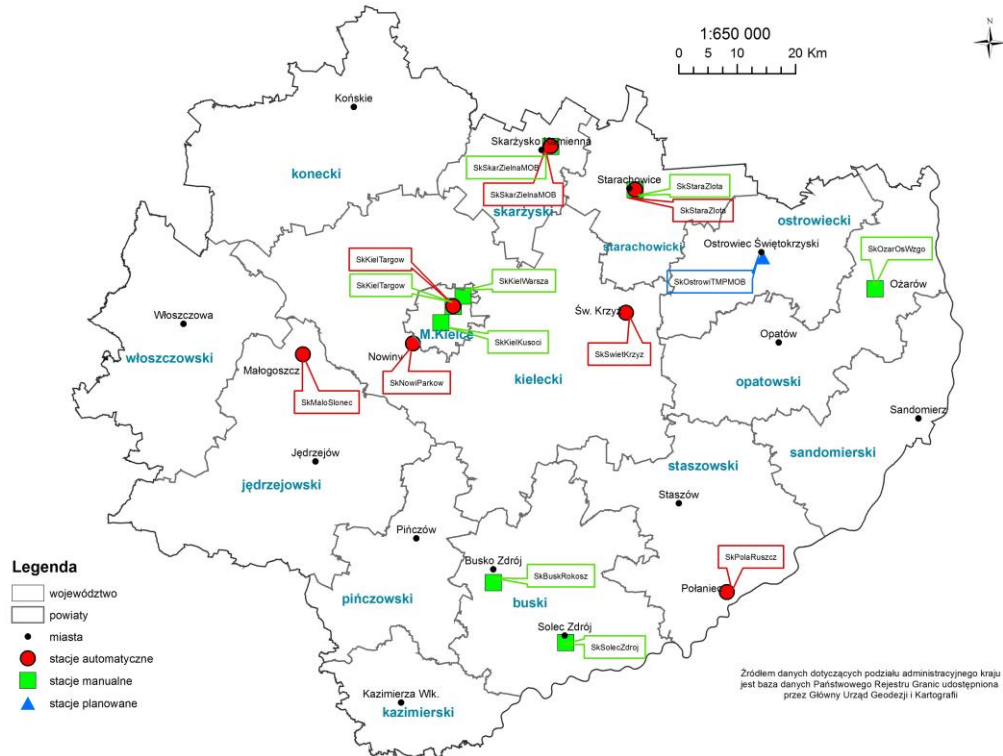 1:650 000
0 5 10 20 Km
N
Końskie
konecki
Skarżysko Kamienna
SkSkarZielnaMOB
SkSkarZielnaMOB
skarżyski
Starachowice
SkStaraZlota
SkStaraZlota
starachowicki
ostrowiecki
Ostrowiec Świętokrzyski
SkOstrowiTMPMOB
SkOzarOsWzgo
Ożarów
SkKielTargow
SkKielTargow
SkKielWarsza
SkKielKusoci
M.Kielce
Nowiny
SkNowiParkow
Św. Krzyż
SkSwietKrzyz
kielecki
Włoszczowa
włoszczowski
Małogoszcz
SkMaloSlonec
Opatów
opatowski
Sandomierz
sandomierski
Jędrzejów
jędrzejowski
staszowski
Staszów
Pińczów
pińczowski
Busko Zdrój
SkBuskRokosz
buski
SkPolaRuszcz
Połaniec
Solec Zdrój
SkSolecZdroj
Kazimierza Wlk.
kazimierski
Legenda
województwo
powiaty
miasta
stacje automatyczne
stacje manualne
stacje planowane
Źródłem danych dotyczących podziału administracyjnego kraju
jest baza danych Państwowego Rejestru Granic udostępniona
przez Główny Urząd Geodezji i Kartografii